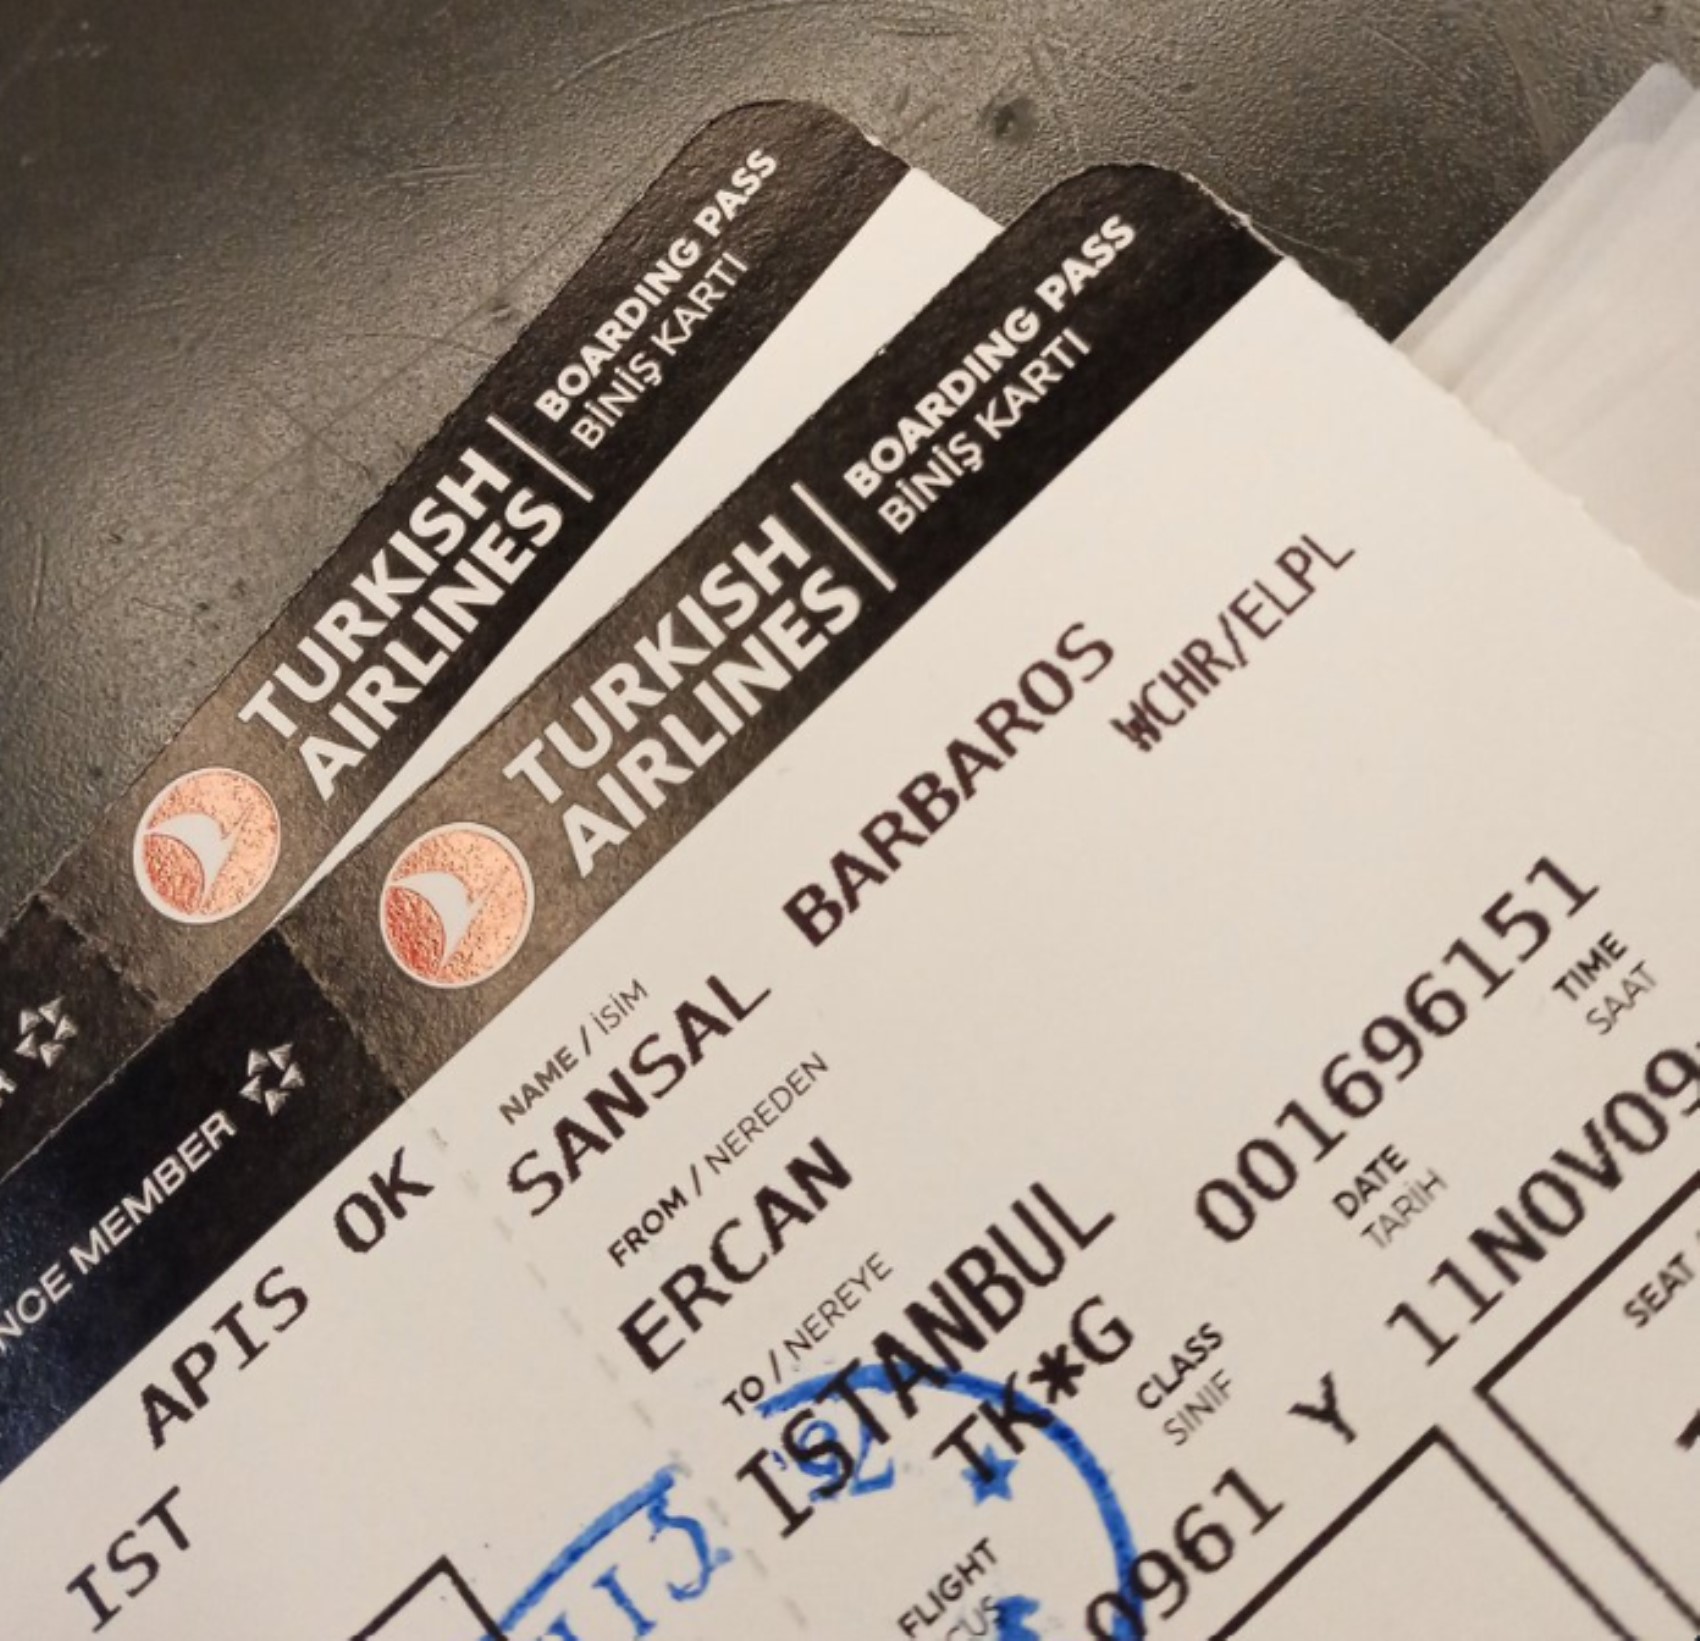 TURKISH
AIRLINES
BOARDING PASS
BİNİŞ KARTI
TURKISH
AIRLINES
BOARDING PASS
BİNİŞ KARTI
MEMBER
APIS OK
IST
NAME / İSİM
SANSAL BARBAROS
WCHR/ELPL
FROM / NEREDEN
ERCAN
TO / NEREYE
ISTANBUL 001696151
TK*G
FLIGHT
0961
CLASS
SINIF
Y
DATE
TARİH
11NOV09
TIME
SAAT
SEAT